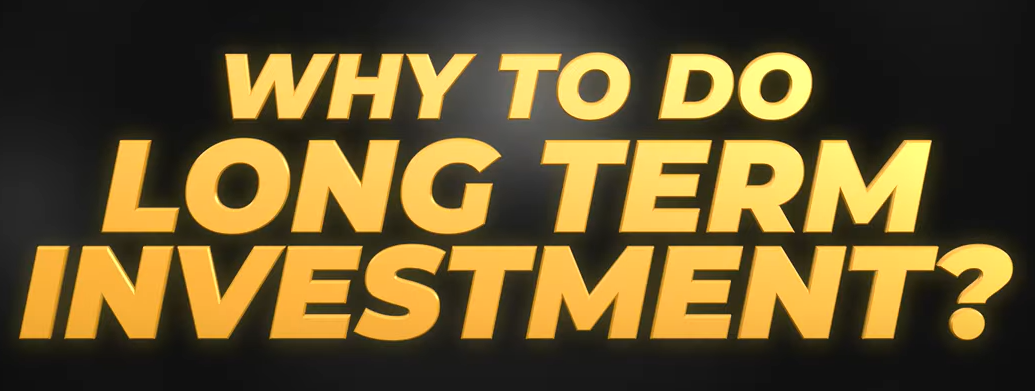 WHY TO DO
LONG TERM
INVESTMENT?